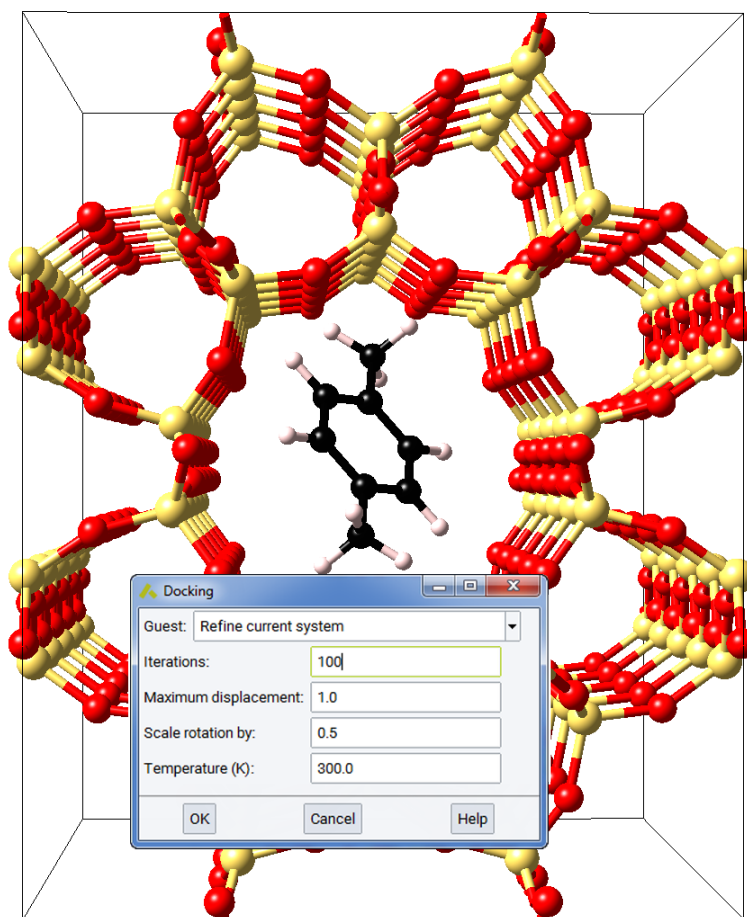 Docking
Guest: Refine current system
Iterations: 100
Maximum displacement: 1.0
Scale rotation by: 0.5
Temperature (K): 300.0
OK Cancel Help